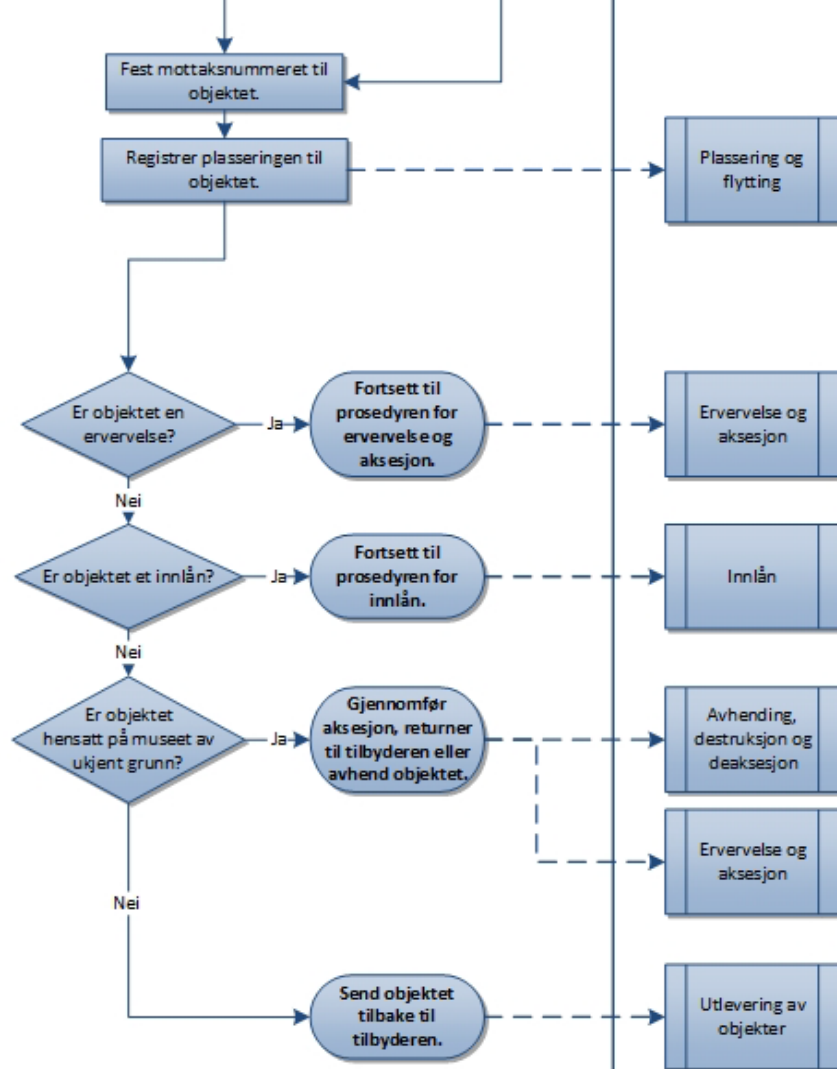 Fest mottaksnummeret til
objektet.
Registrer plasseringen til
objektet.
Plassering og
flytting
Er objektet en
ervervelse?
Ja
Fortsett til
prosedyren for
ervervelse og
aksesjon.
Ervervelse og
aksesjon
Nei
Er objektet et innlån?
Ja
Fortsett til
prosedyren for
innlån.
Innlån
Nei
Er objektet
hensatt på museet av
ukjent grunn?
Ja
Gjennomfør
aksesjon, returner
til tilbyderen eller
avhend objektet.
Avhending,
destruksjon og
deaksesjon
Ervervelse og
aksesjon
Nei
Send objektet
tilbake til
tilbyderen.
Utlevering av
objekter